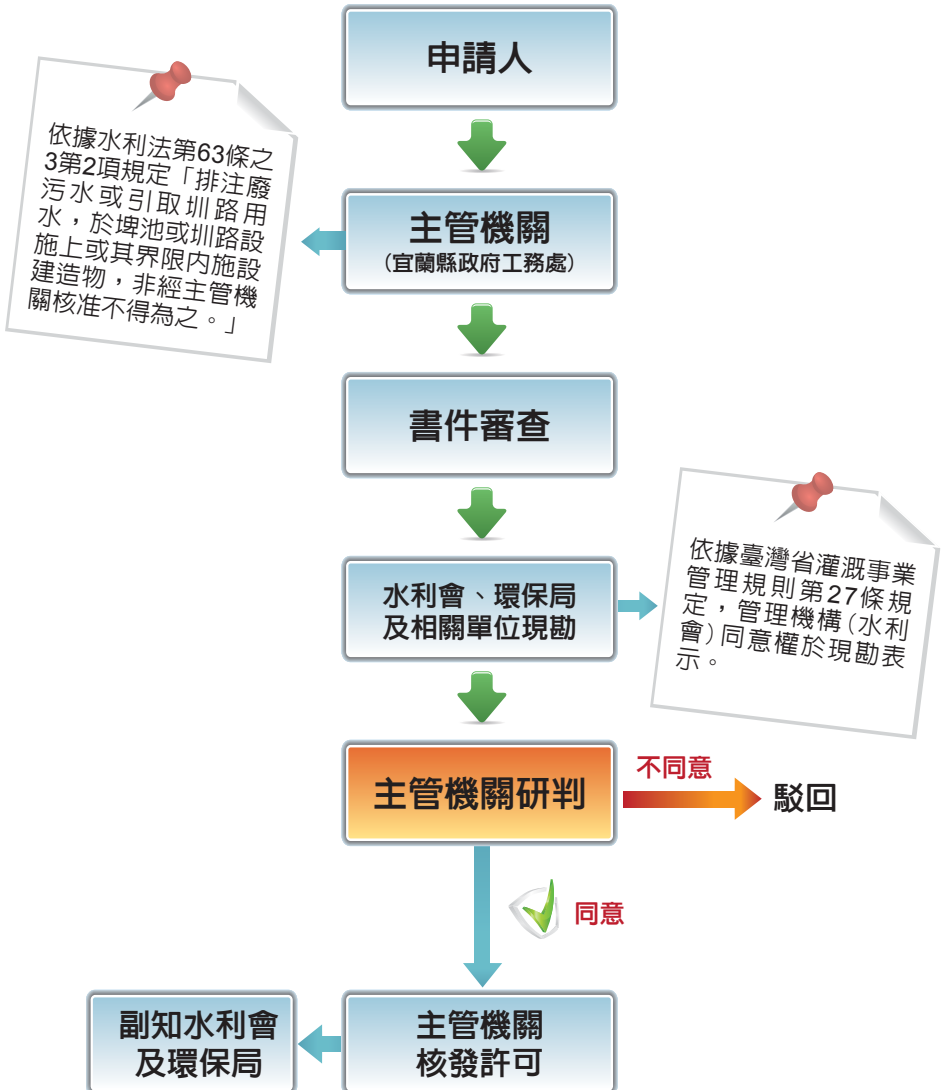 申請人
依據水利法第63條之
3第2項規定「排注廢
污水或引取圳路用
水，於埤池或圳路設
施上或其界限內施設
建造物，非經主管機
關核准不得為之。」
主管機關
(宜蘭縣政府工務處)
書件審查
水利會、環保局
及相關單位現勘
依據臺灣省灌溉事業
管理規則第27條規
定，管理機構(水利
會)同意權於現勘表
示。
主管機關研判
不同意
駁回
同意
主管機關
核發許可
副知水利會
及環保局